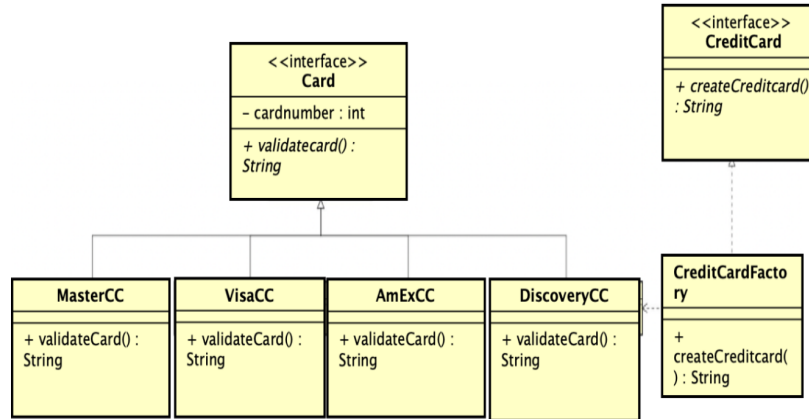 <<interface>>
Card
- cardnumber : int
+ validatecard() :
String
<<interface>>
CreditCard
+ createCreditcard()
: String
MasterCC
+ validateCard() :
String
VisaCC
+ validateCard() :
String
AmExCC
+ validateCard() :
String
DiscoveryCC
+ validateCard() :
String
CreditCardFacto
ry
+
createCreditcard(
) : String